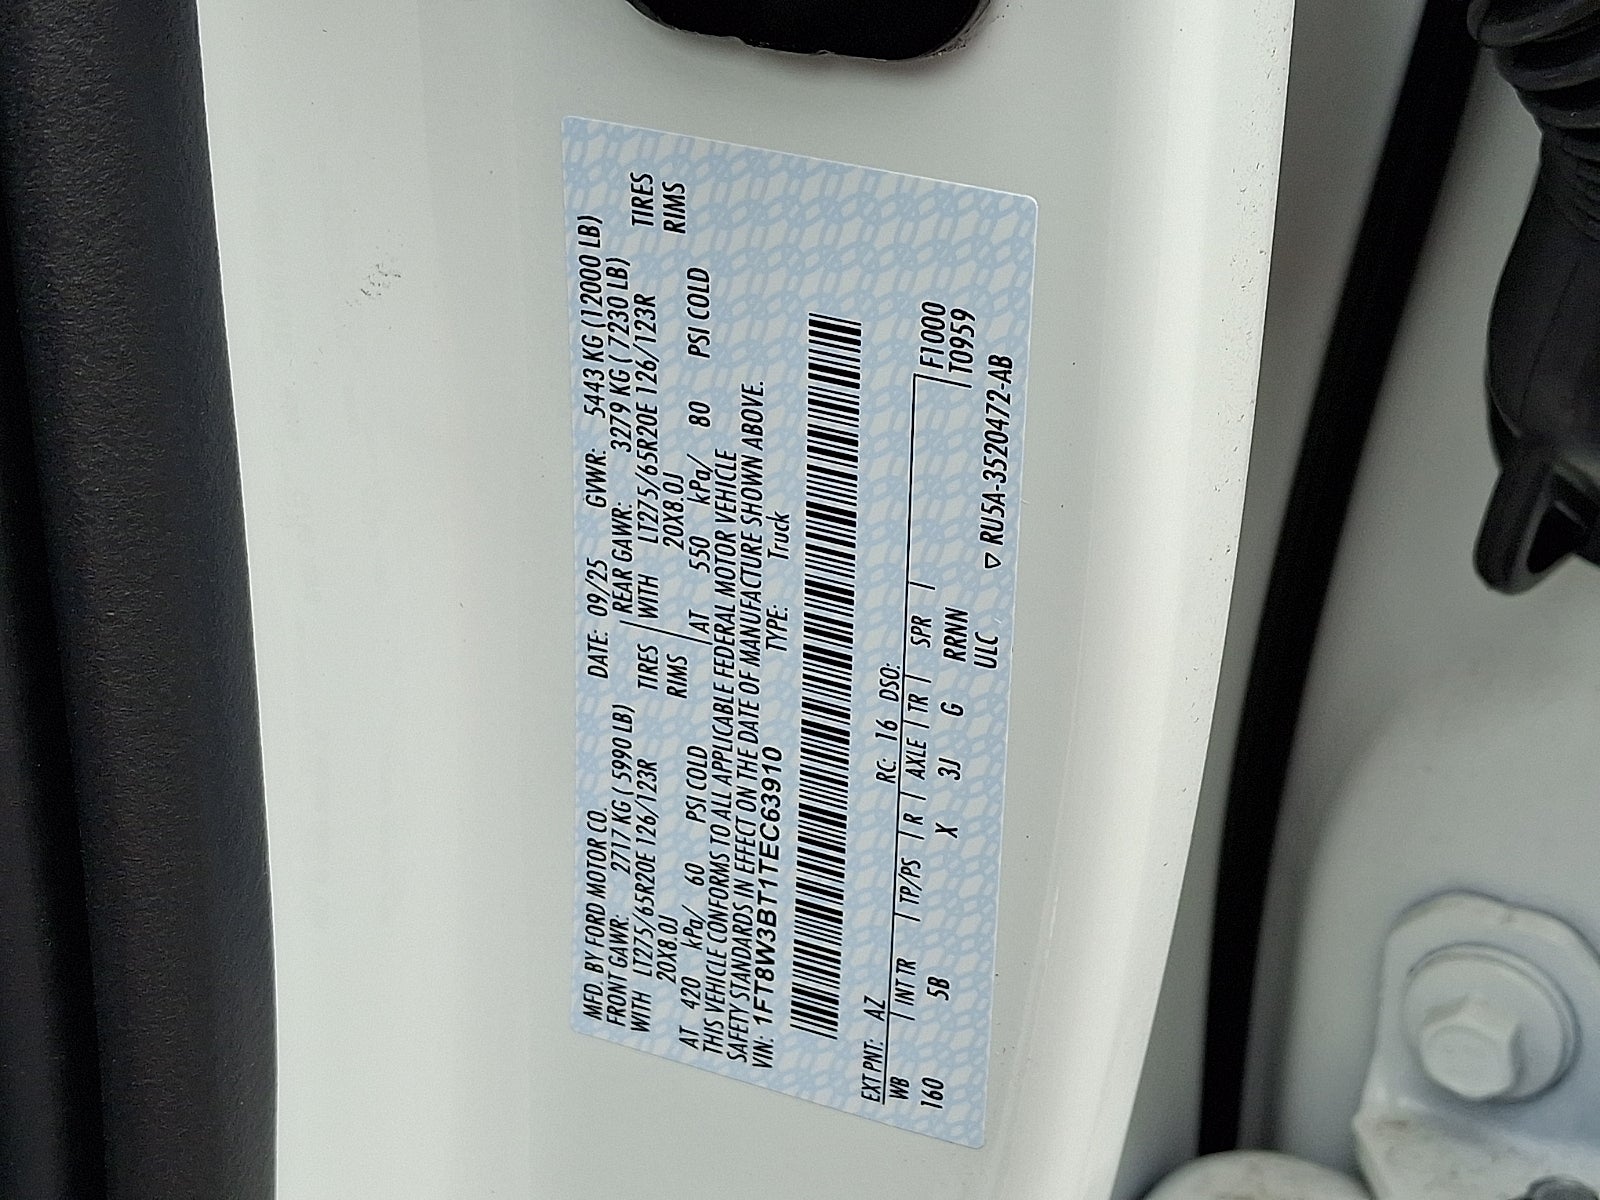 MFD. BY FORD MOTOR CO. DATE: 09/25 GVWR: 5443 KG (12000 LB)
FRONT GAWR: 2717 KG ( 5990 LB) REAR GAWR: 3279 KG ( 7230 LB)
WITH LT275/65R20E 126/123R TIRES WITH LT275/65R20E 126/123R TIRES
20X8.0J RIMS 20X8.0J RIMS
AT 420 kPa/ 60 PSI COLD AT 550 kPa/ 80 PSI COLD
THIS VEHICLE CONFORMS TO ALL APPLICABLE FEDERAL MOTOR VEHICLE
SAFETY STANDARDS IN EFFECT ON THE DATE OF MANUFACTURE SHOWN ABOVE.
VIN: 1FT8W3BT1TEC63910 TYPE: Truck
EXT PNT: AZ RC: 16 DSO:
WB | INT TR | TP/PS | R | AXLE | TR | SPR | F1000
160 5B X 3J G RRNN T0959
ULC ▽ RU5A-3520472-AB